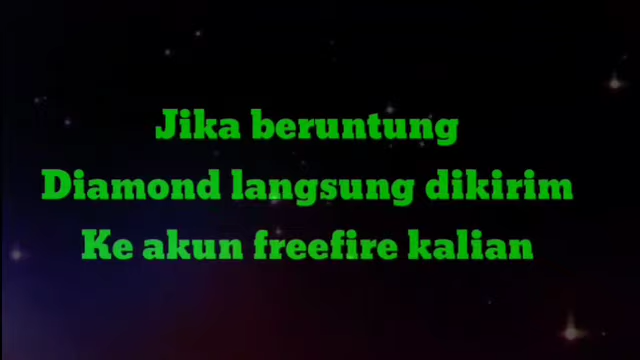 Jika beruntung
Diamond langsung dikirim
Ke akun freefire kalian